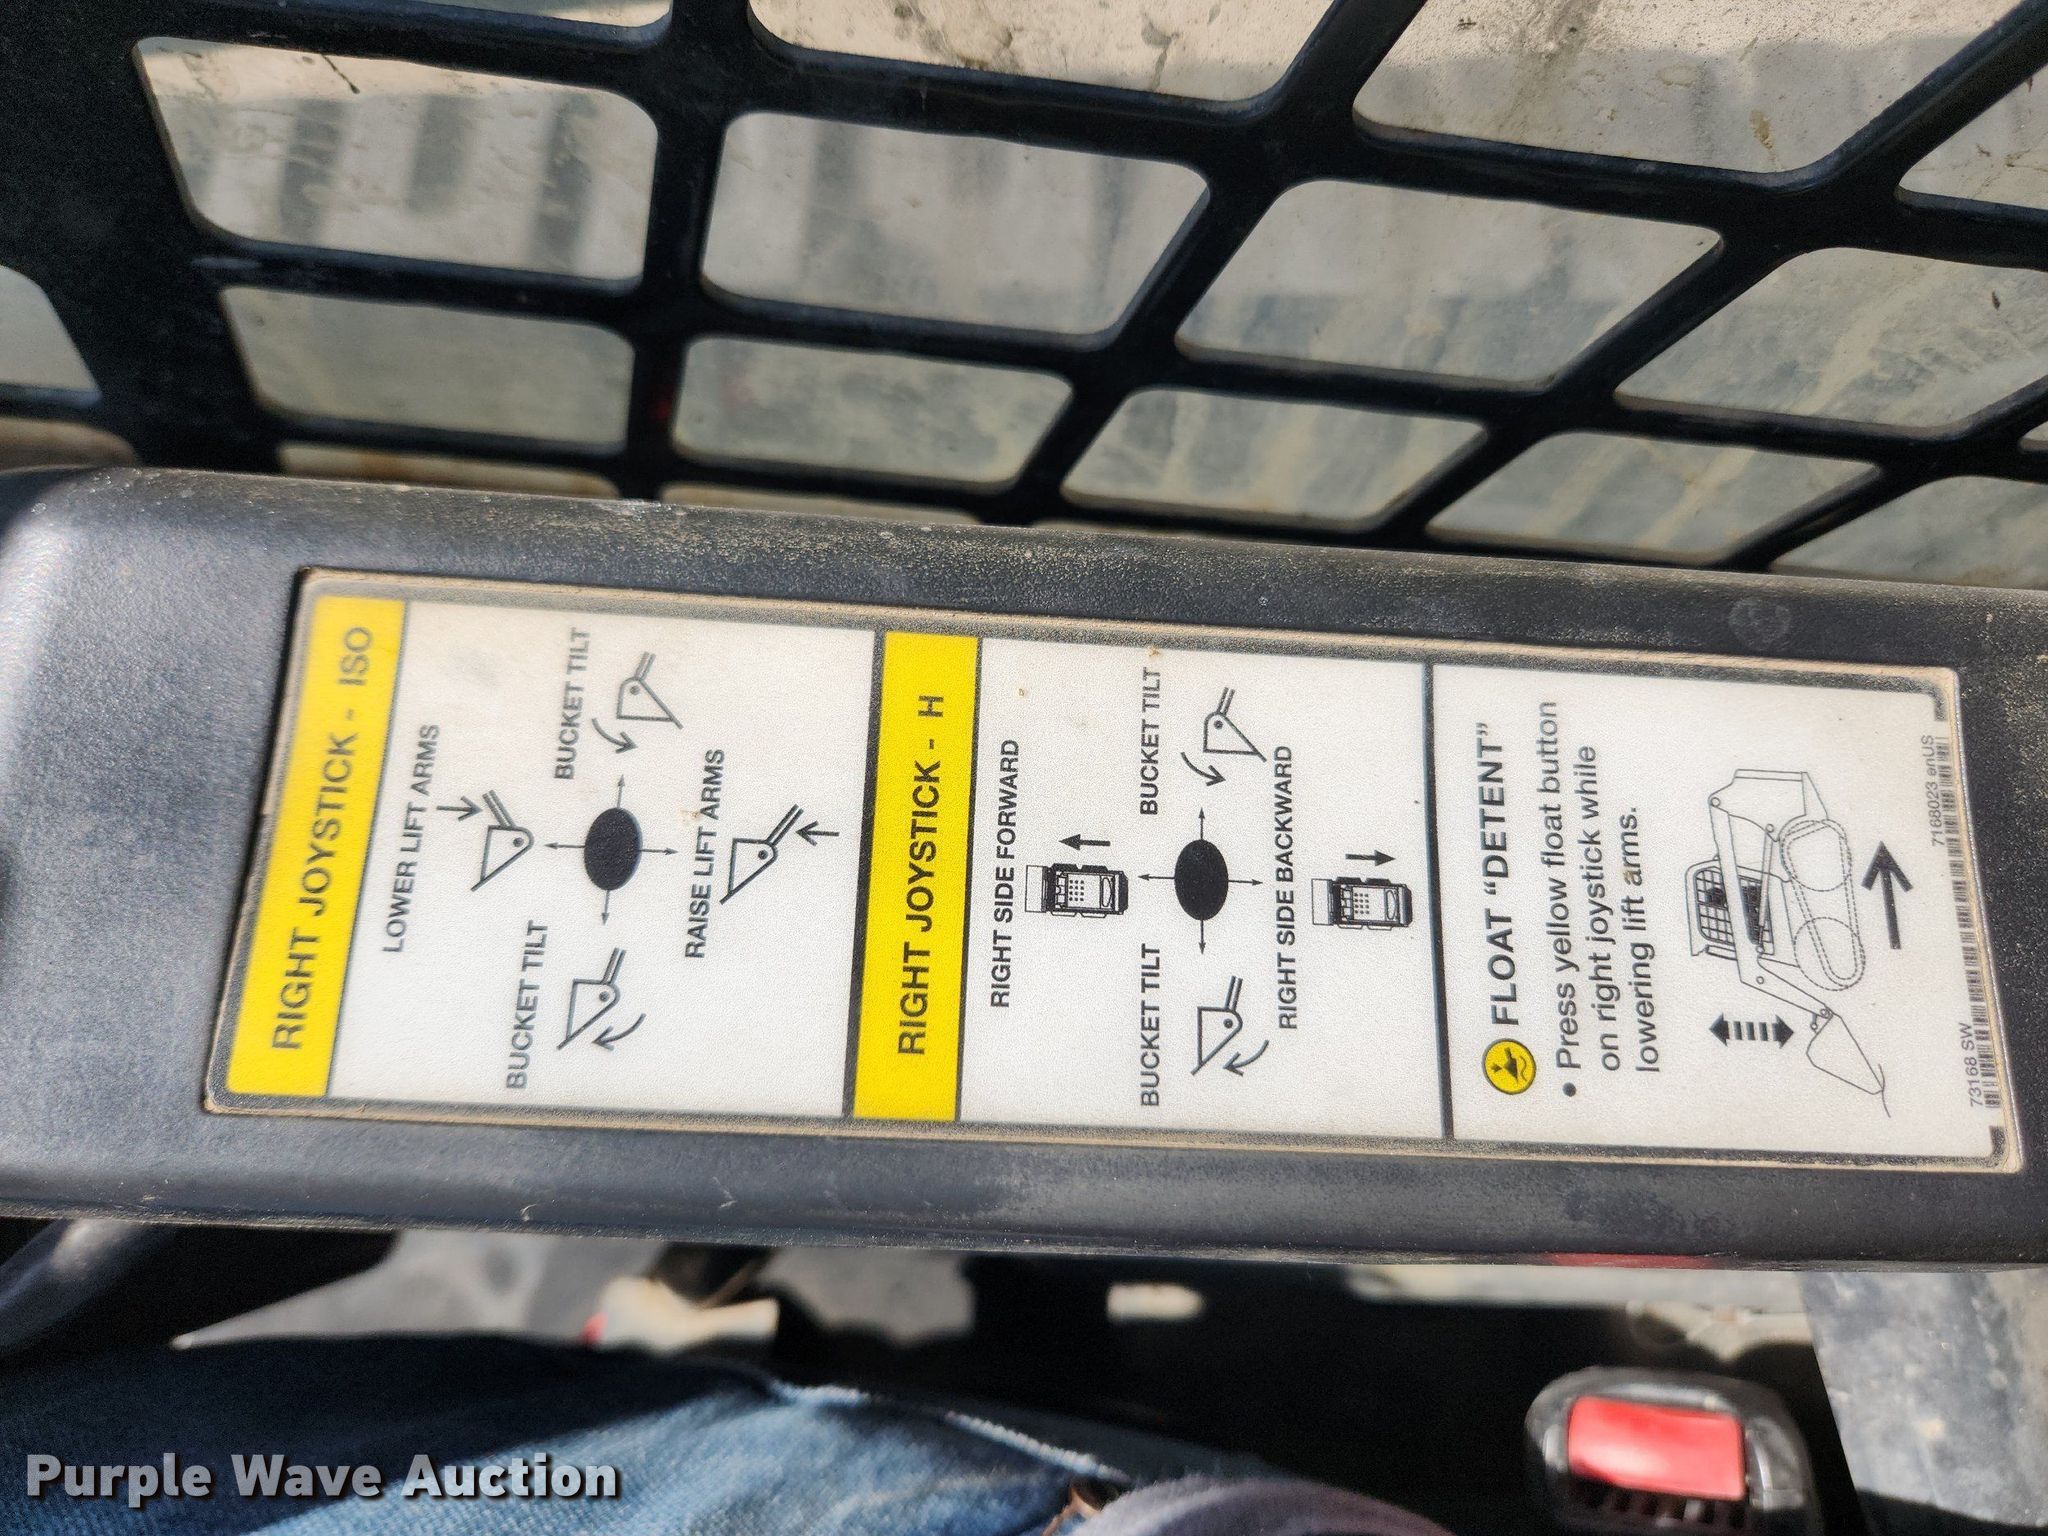 RIGHT JOYSTICK - ISO
LOWER LIFT ARMS
BUCKET TILT
BUCKET TILT
RAISE LIFT ARMS
RIGHT JOYSTICK - H
RIGHT SIDE FORWARD
BUCKET TILT
BUCKET TILT
RIGHT SIDE BACKWARD
FLOAT “DETENT”
• Press yellow float button
on right joystick while
lowering lift arms.
73168 SW
7168023 enUS
Purple Wave Auction